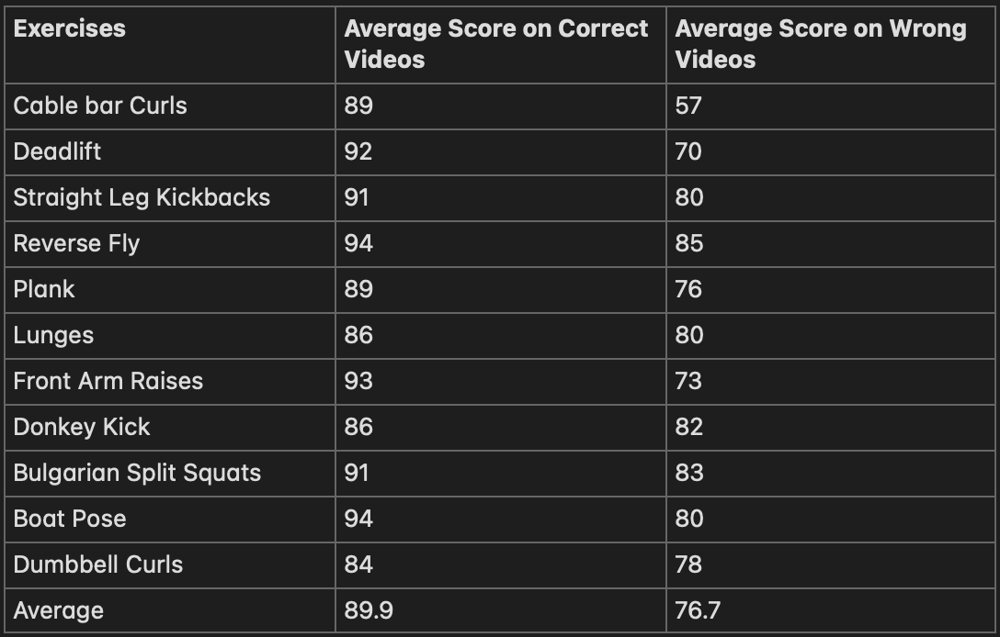 Exercises Average Score on Correct Videos Average Score on Wrong Videos
Cable bar Curls 89 57
Deadlift 92 70
Straight Leg Kickbacks 91 80
Reverse Fly 94 85
Plank 89 76
Lunges 86 80
Front Arm Raises 93 73
Donkey Kick 86 82
Bulgarian Split Squats 91 83
Boat Pose 94 80
Dumbbell Curls 84 78
Average 89.9 76.7